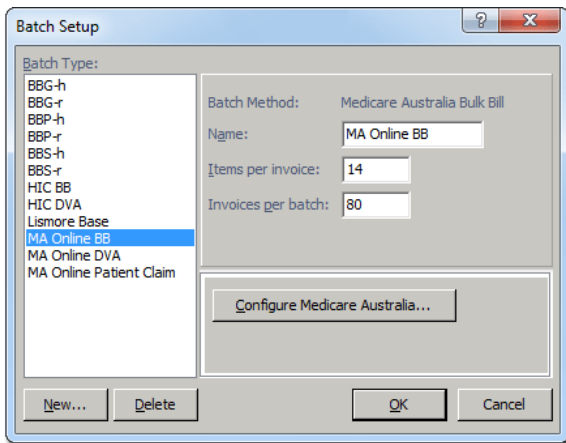 Batch Setup
?
X
Batch Type:
BBG-h
BBG-r
BBP-h
BBP-r
BBS-h
BBS-r
HIC BB
HIC DVA
Lismore Base
MA Online BB
MA Online DVA
MA Online Patient Claim
Batch Method: Medicare Australia Bulk Bill
Name: MA Online BB
Items per invoice: 14
Invoices per batch: 80
Configure Medicare Australia...
New... Delete OK Cancel